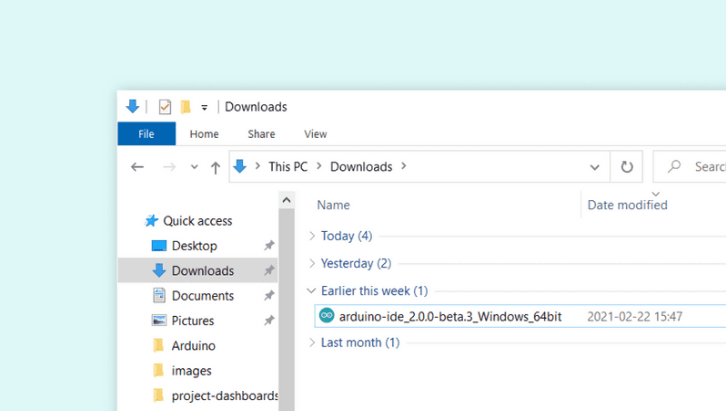 Downloads
File Home Share View
This PC > Downloads >
Searc
Name Date modified
Quick access
Desktop
Downloads
Documents
Pictures
Arduino
images
project-dashboards
Today (4)
Yesterday (2)
Earlier this week (1)
arduino-ide_2.0.0-beta.3_Windows_64bit 2021-02-22 15:47
Last month (1)